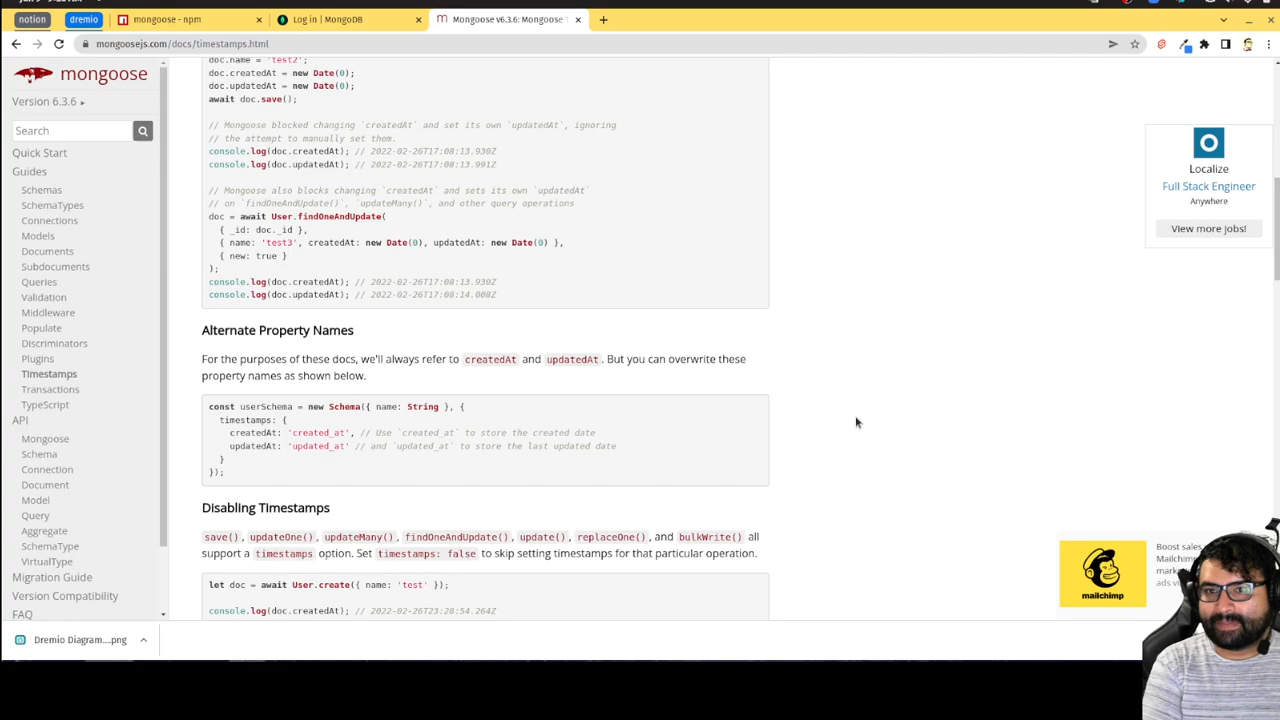 notion
dremio
mongoose - npm
Log in | MongoDB
Mongoose v6.3.6: Mongoose
mongoosejs.com/docs/timestamps.html
mongoose
Version 6.3.6 ▸
Search
Quick Start
Guides
Schemas
SchemaTypes
Connections
Models
Documents
Subdocuments
Queries
Validation
Middleware
Populate
Discriminators
Plugins
Timestamps
Transactions
TypeScript
API
Mongoose
Schema
Connection
Document
Model
Query
Aggregate
SchemaType
VirtualType
Migration Guide
Version Compatibility
FAQ
doc.name = 'test2';
doc.createdAt = new Date(0);
doc.updatedAt = new Date(0);
await doc.save();
// Mongoose blocked changing `createdAt` and set its own `updatedAt`, ignoring
// the attempt to manually set them.
console.log(doc.createdAt); // 2022-02-26T17:08:13.930Z
console.log(doc.updatedAt); // 2022-02-26T17:08:13.991Z
// Mongoose also blocks changing `createdAt` and sets its own `updatedAt`
// on `findOneAndUpdate()`, `updateMany()`, and other query operations
doc = await User.findOneAndUpdate(
{ _id: doc._id },
{ name: 'test3', createdAt: new Date(0), updatedAt: new Date(0) },
{ new: true }
);
console.log(doc.createdAt); // 2022-02-26T17:08:13.930Z
console.log(doc.updatedAt); // 2022-02-26T17:08:14.008Z
Alternate Property Names
For the purposes of these docs, we'll always refer to createdAt and updatedAt. But you can overwrite these
property names as shown below.
const userSchema = new Schema({ name: String }, {
timestamps: {
createdAt: 'created_at', // Use `created_at` to store the created date
updatedAt: 'updated_at' // and `updated_at` to store the last updated date
}
});
Disabling Timestamps
save(), updateOne(), updateMany(), findOneAndUpdate(), update(), replaceOne(), and bulkWrite() all
support a timestamps option. Set timestamps: false to skip setting timestamps for that particular operation.
let doc = await User.create({ name: 'test' });
console.log(doc.createdAt); // 2022-02-26T23:28:54.264Z
Localize
Full Stack Engineer
Anywhere
View more jobs!
mailchimp
Boost sales
Mailchimp
ads
Dremio Diagram....png